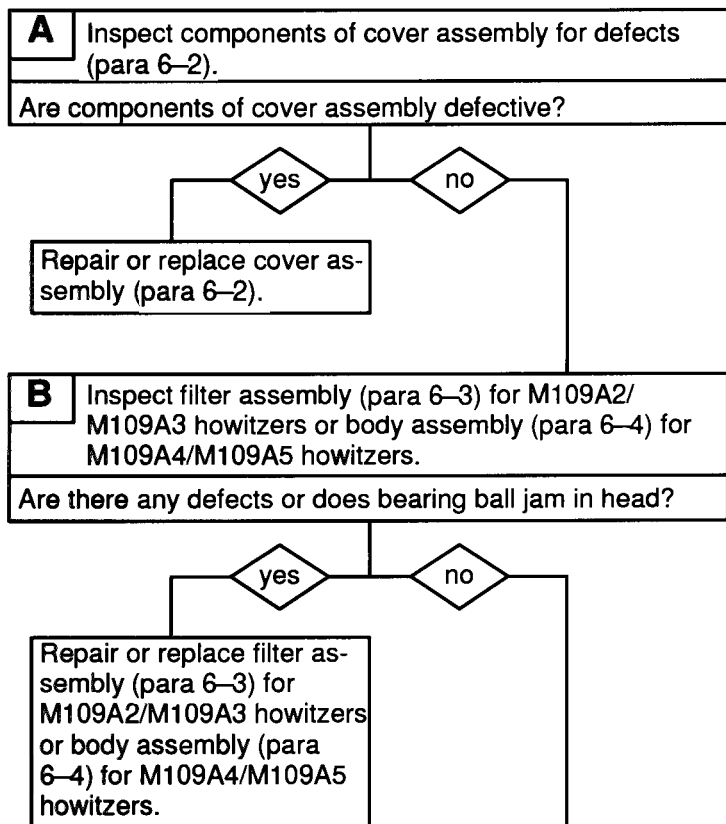 A Inspect components of cover assembly for defects
(para 6–2).
Are components of cover assembly defective?
yes
no
Repair or replace cover as-
sembly (para 6–2).
B Inspect filter assembly (para 6–3) for M109A2/
M109A3 howitzers or body assembly (para 6–4) for
M109A4/M109A5 howitzers.
Are there any defects or does bearing ball jam in head?
yes
no
Repair or replace filter as-
sembly (para 6–3) for
M109A2/M109A3 howitzers
or body assembly (para
6–4) for M109A4/M109A5
howitzers.